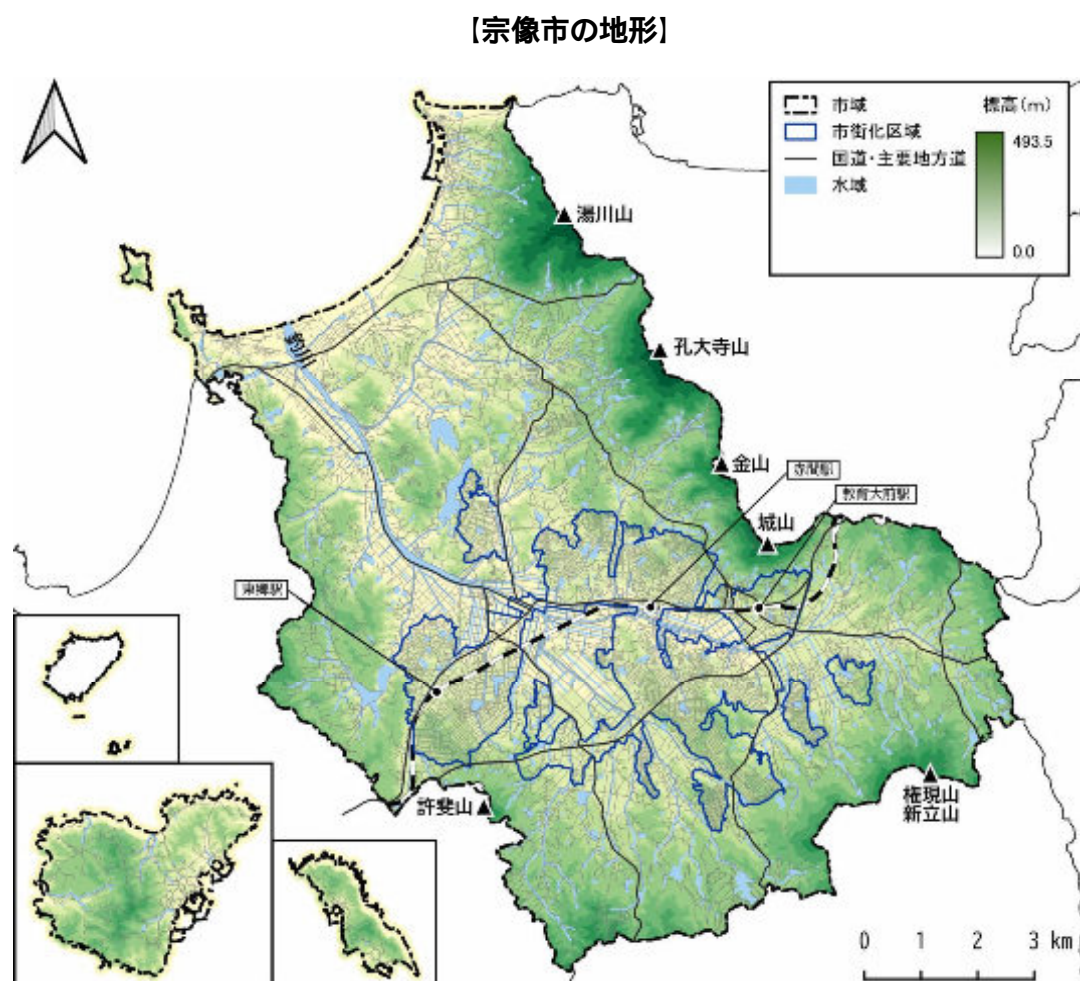 【宗像市の地形】
市域
市街化区域
国道・主要地方道
水域
標高(m)
493.5
0.0
湯川山
釣川
孔大寺山
金山
赤間駅
教育大前駅
城山
東郷駅
許斐山
権現山
新立山
0 1 2 3 km